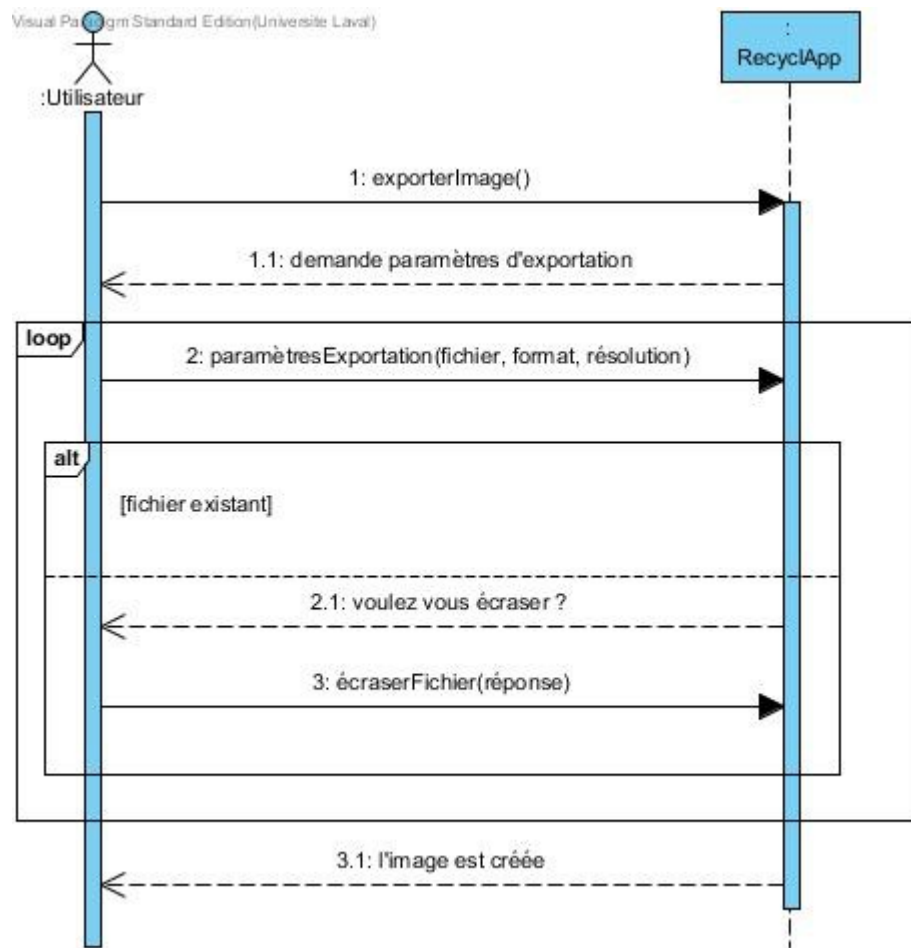 Visual Paradigm Standard Edition(Universite Laval)
:
RecyclApp
:Utilisateur
1: exporterImage()
1.1: demande paramètres d'exportation
loop
2: paramètresExportation(fichier, format, résolution)
alt
[fichier existant]
2.1: voulez vous écraser ?
3: écraserFichier(réponse)
3.1: l'image est créée